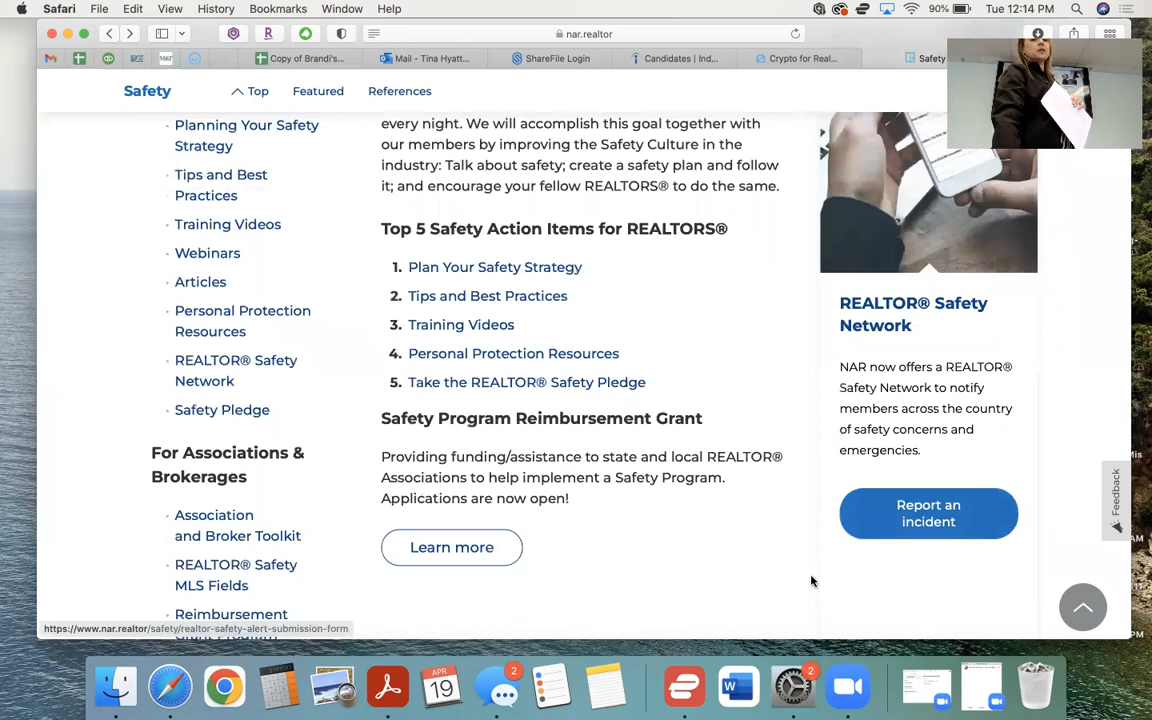 Safari File Edit View History Bookmarks Window Help
90% Tue 12:14 PM
nar.realtor
Copy of Brandi's...
Mail - Tina Hyatt...
ShareFile Login
Candidates | Ind...
Crypto for Real...
Safety
Safety
Top
Featured
References
Planning Your Safety
Strategy
Tips and Best
Practices
Training Videos
Webinars
Articles
Personal Protection
Resources
REALTOR® Safety
Network
Safety Pledge
For Associations &
Brokerages
Association
and Broker Toolkit
REALTOR® Safety
MLS Fields
Reimbursement
https://www.nar.realtor/safety/realtor-safety-alert-submission-form
every night. We will accomplish this goal together with
our members by improving the Safety Culture in the
industry: Talk about safety; create a safety plan and follow
it; and encourage your fellow REALTORS® to do the same.
Top 5 Safety Action Items for REALTORS®
1. Plan Your Safety Strategy
2. Tips and Best Practices
3. Training Videos
4. Personal Protection Resources
5. Take the REALTOR® Safety Pledge
Safety Program Reimbursement Grant
Providing funding/assistance to state and local REALTOR®
Associations to help implement a Safety Program.
Applications are now open!
Learn more
REALTOR® Safety
Network
NAR now offers a REALTOR®
Safety Network to notify
members across the country
of safety concerns and
emergencies.
Report an
incident
Feedback
APR
19
2
2